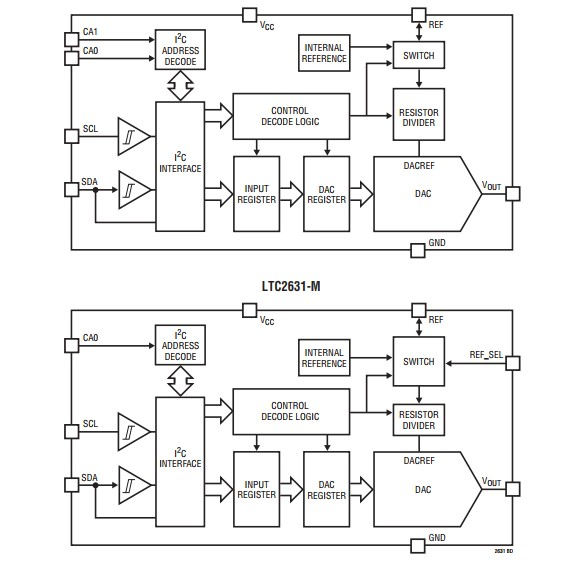 VCC
REF
CA1
CA0
I2C
ADDRESS
DECODE
INTERNAL
REFERENCE
SWITCH
SCL
SDA
I2C
INTERFACE
CONTROL
DECODE LOGIC
RESISTOR
DIVIDER
INPUT
REGISTER
DAC
REGISTER
DACREF
DAC
VOUT
GND
LTC2631-M
VCC
REF
CA0
I2C
ADDRESS
DECODE
INTERNAL
REFERENCE
SWITCH
REF_SEL
SCL
SDA
I2C
INTERFACE
CONTROL
DECODE LOGIC
RESISTOR
DIVIDER
INPUT
REGISTER
DAC
REGISTER
DACREF
DAC
VOUT
GND
2631 BD